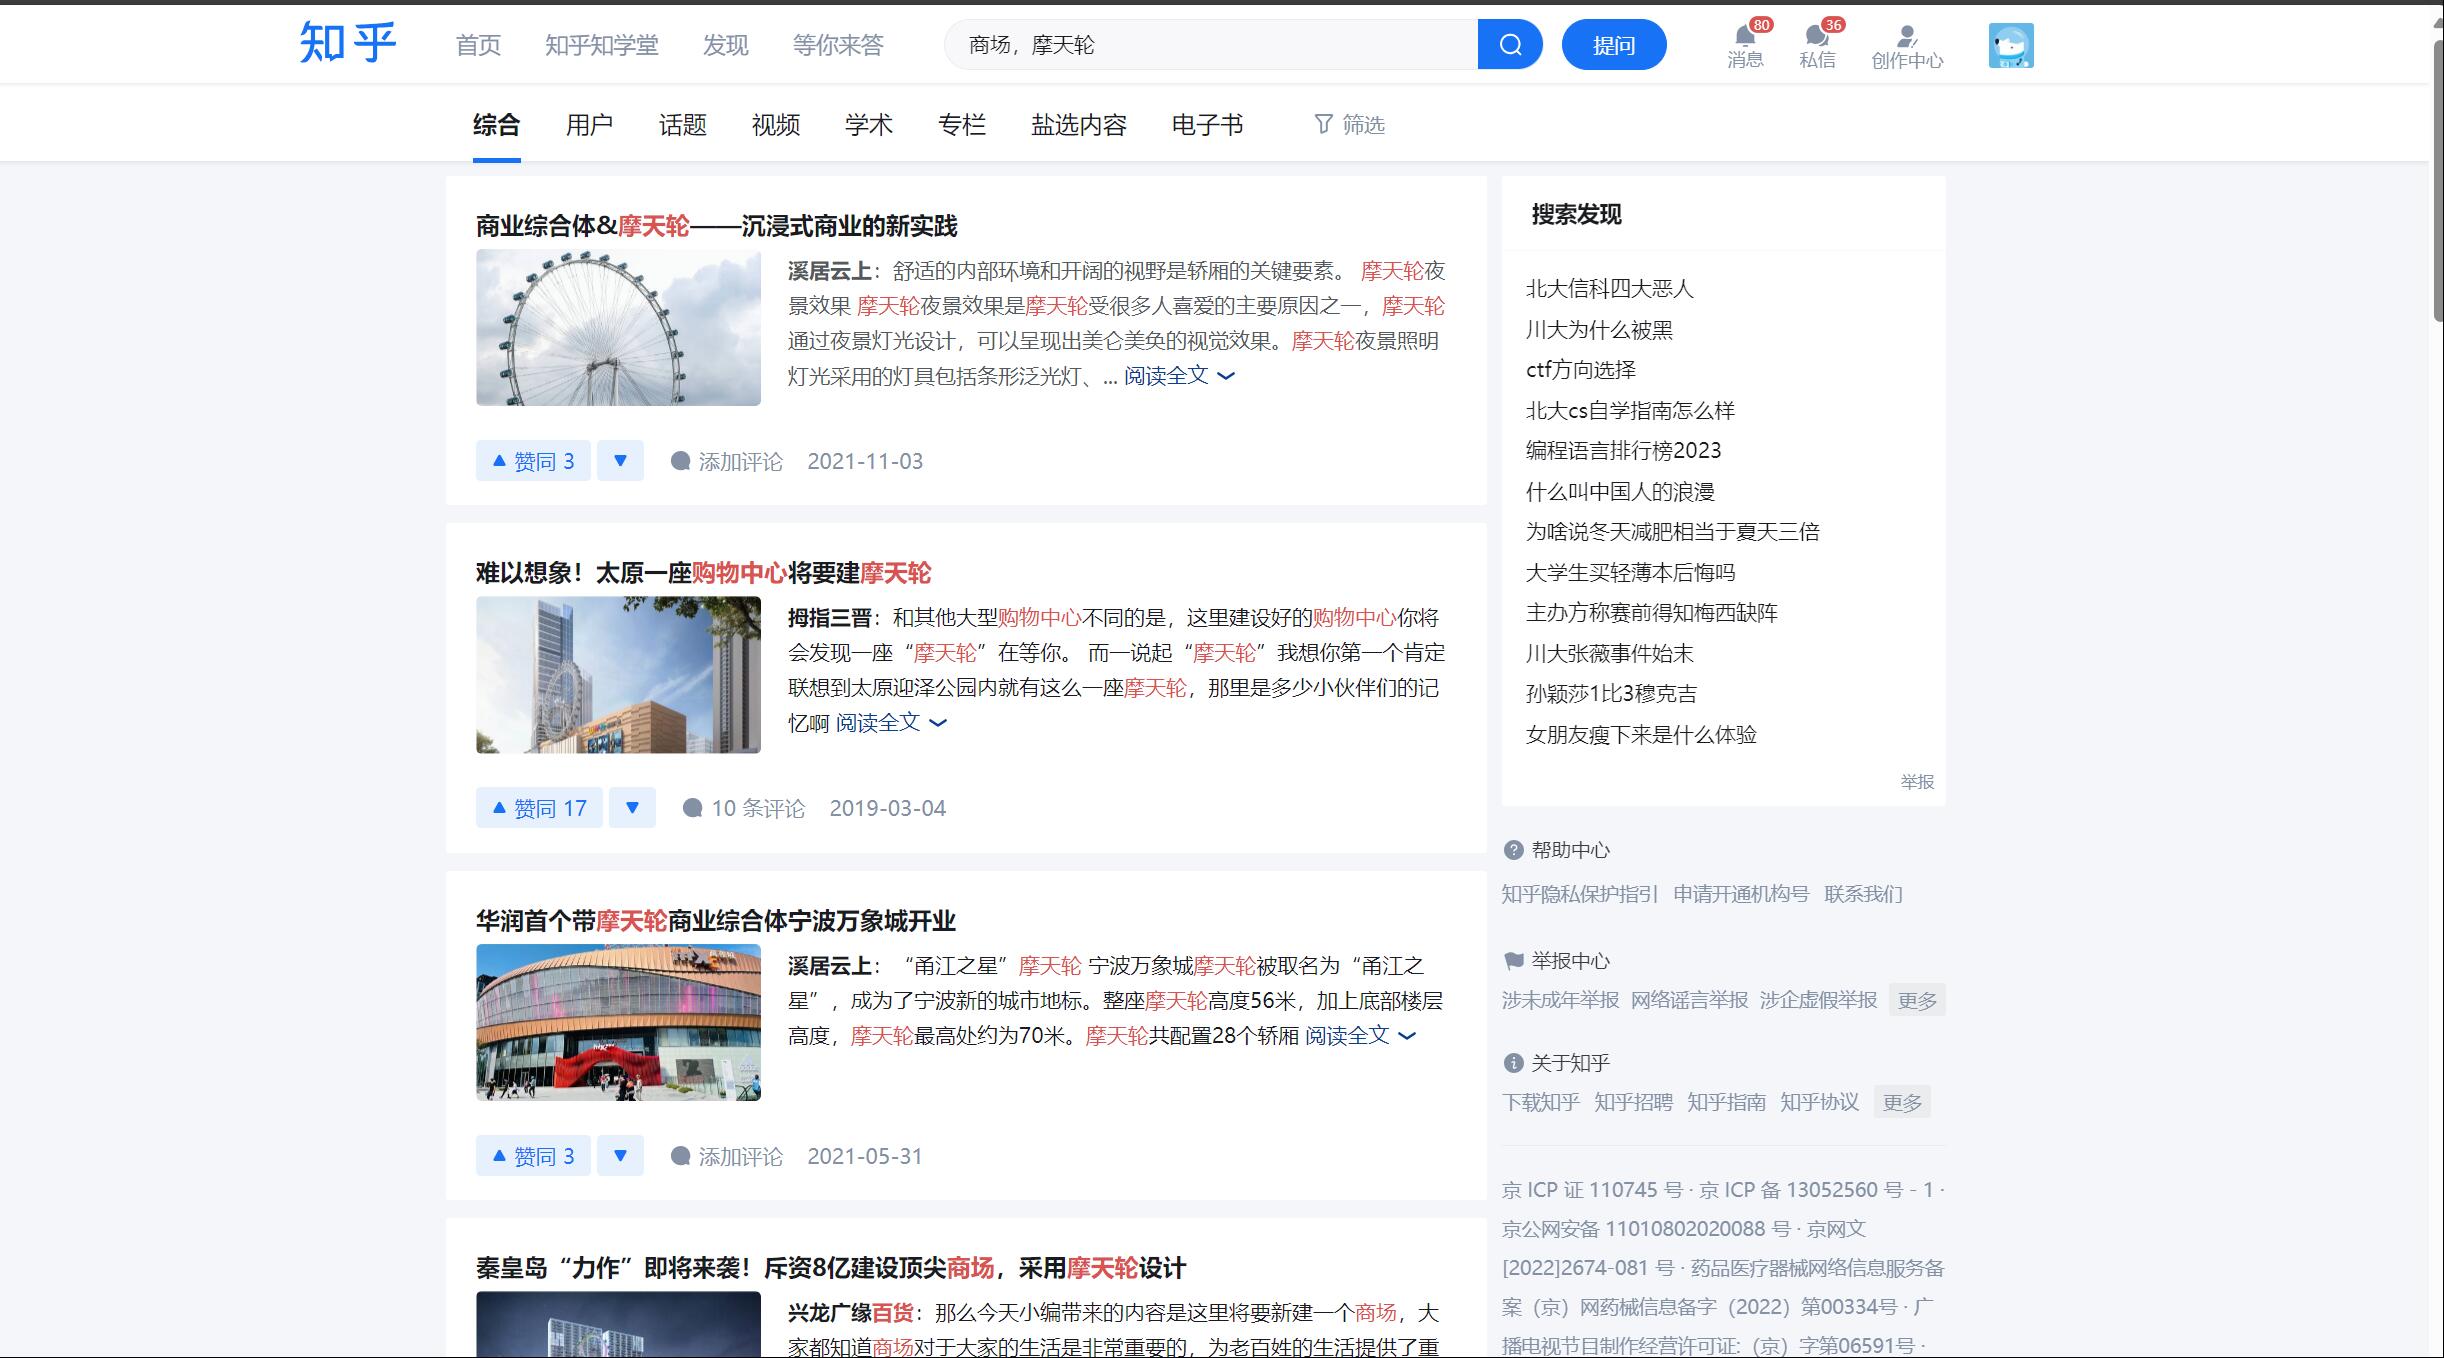 知乎
首页 知乎知学堂 发现 等你来答
商场，摩天轮
提问
80
消息
36
私信
创作中心
综合 用户 话题 视频 学术 专栏 盐选内容 电子书 筛选
商业综合体&摩天轮——沉浸式商业的新实践
溪居云上：舒适的内部环境和开阔的视野是轿厢的关键要素。 摩天轮夜
景效果 摩天轮夜景效果是摩天轮受很多人喜爱的主要原因之一，摩天轮
通过夜景灯光设计，可以呈现出美仑美奂的视觉效果。摩天轮夜景照明
灯光采用的灯具包括条形泛光灯、... 阅读全文
赞同 3 添加评论 2021-11-03
难以想象！太原一座购物中心将要建摩天轮
拇指三晋：和其他大型购物中心不同的是，这里建设好的购物中心你将
会发现一座“摩天轮”在等你。 而一说起“摩天轮”我想你第一个肯定
联想到太原迎泽公园内就有这么一座摩天轮，那里是多少小伙伴们的记
忆啊 阅读全文
赞同 17 10 条评论 2019-03-04
华润首个带摩天轮商业综合体宁波万象城开业
溪居云上：“甬江之星”摩天轮 宁波万象城摩天轮被取名为“甬江之
星”，成为了宁波新的城市地标。整座摩天轮高度56米，加上底部楼层
高度，摩天轮最高处约为70米。摩天轮共配置28个轿厢 阅读全文
赞同 3 添加评论 2021-05-31
秦皇岛“力作”即将来袭！斥资8亿建设顶尖商场，采用摩天轮设计
兴龙广缘百货：那么今天小编带来的内容是这里将要新建一个商场，大
家都知道商场对于大家的生活是非常重要的，为老百姓的生活提供了重
搜索发现
北大信科四大恶人
川大为什么被黑
ctf方向选择
北大cs自学指南怎么样
编程语言排行榜2023
什么叫中国人的浪漫
为啥说冬天减肥相当于夏天三倍
大学生买轻薄本后悔吗
主办方称赛前得知梅西缺阵
川大张薇事件始末
孙颖莎1比3穆克吉
女朋友瘦下来是什么体验
举报
帮助中心
知乎隐私保护指引 申请开通机构号 联系我们
举报中心
涉未成年举报 网络谣言举报 涉企虚假举报 更多
关于知乎
下载知乎 知乎招聘 知乎指南 知乎协议 更多
京 ICP 证 110745 号 · 京 ICP 备 13052560 号 - 1 ·
京公网安备 11010802020088 号 · 京网文
[2022]2674-081 号 · 药品医疗器械网络信息服务备
案（京）网药械信息备字（2022）第00334号 · 广
播电视节目制作经营许可证:（京）字第06591号 ·